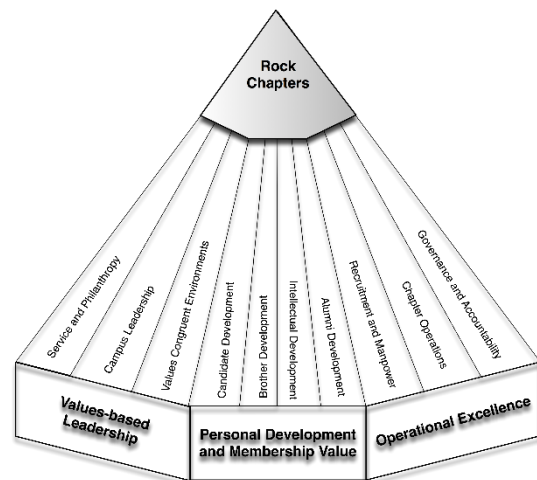 Rock
Chapters
Service and Philanthropy
Campus Leadership
Values Congruent Environments
Candidate Development
Brother Development
Intellectual Development
Alumni Development
Recruitment and Manpower
Chapter Operations
Governance and Accountability
Values-based
Leadership
Personal Development
and Membership Value
Operational Excellence